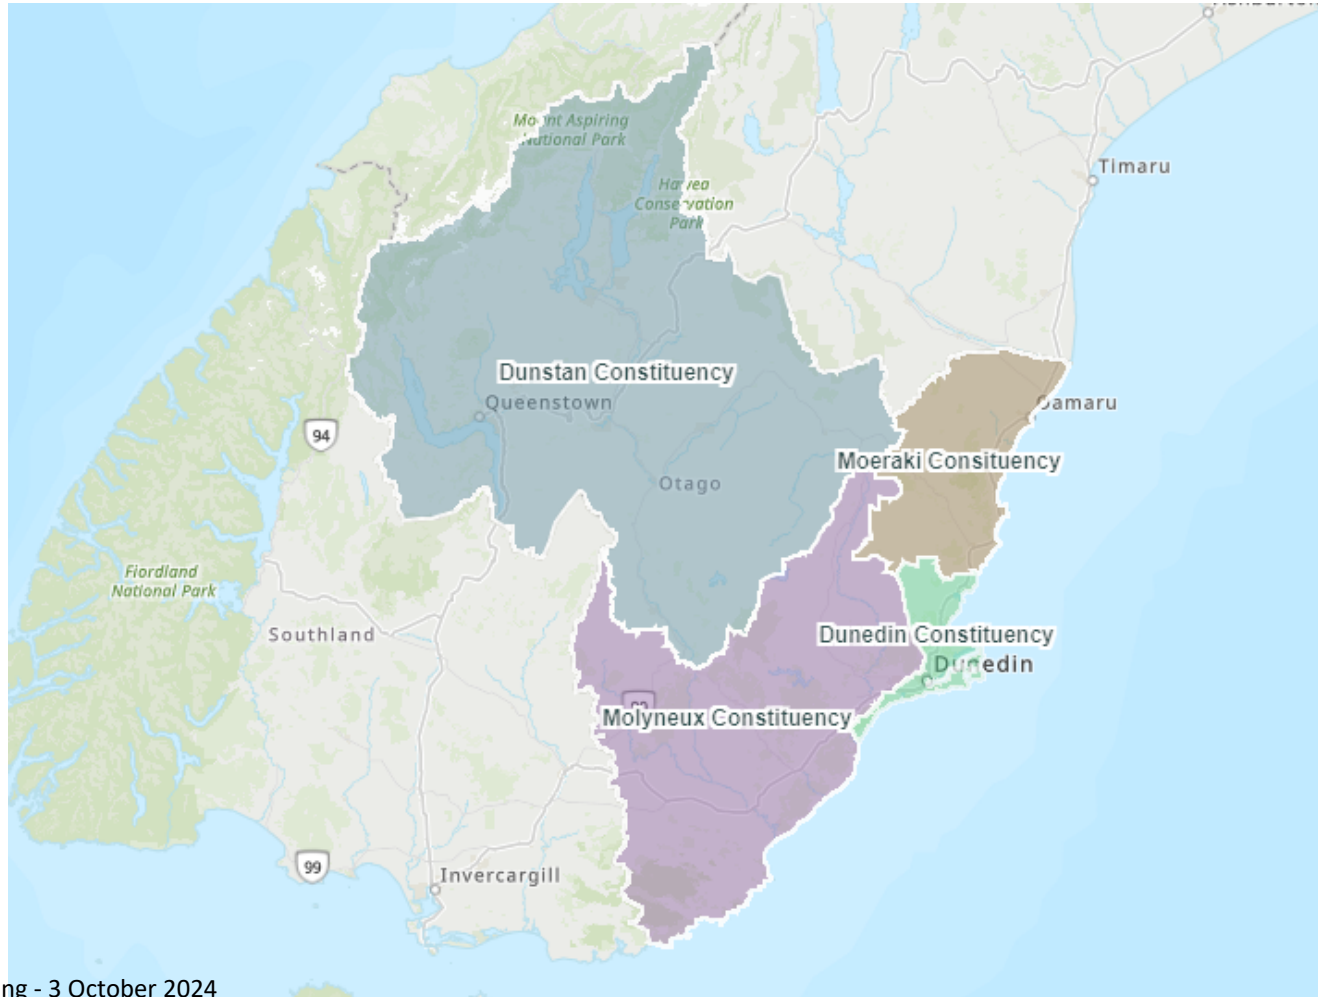 Mount Aspiring
National Park
Timaru
Hawea
Conservation
Park
Dunstan Constituency
Queenstown
Oamaru
94
Moeraki Consituency
Otago
Fiordland
National Park
Southland
Dunedin Constituency
Dunedin
Molyneux Constituency
99
Invercargill
ng - 3 October 2024